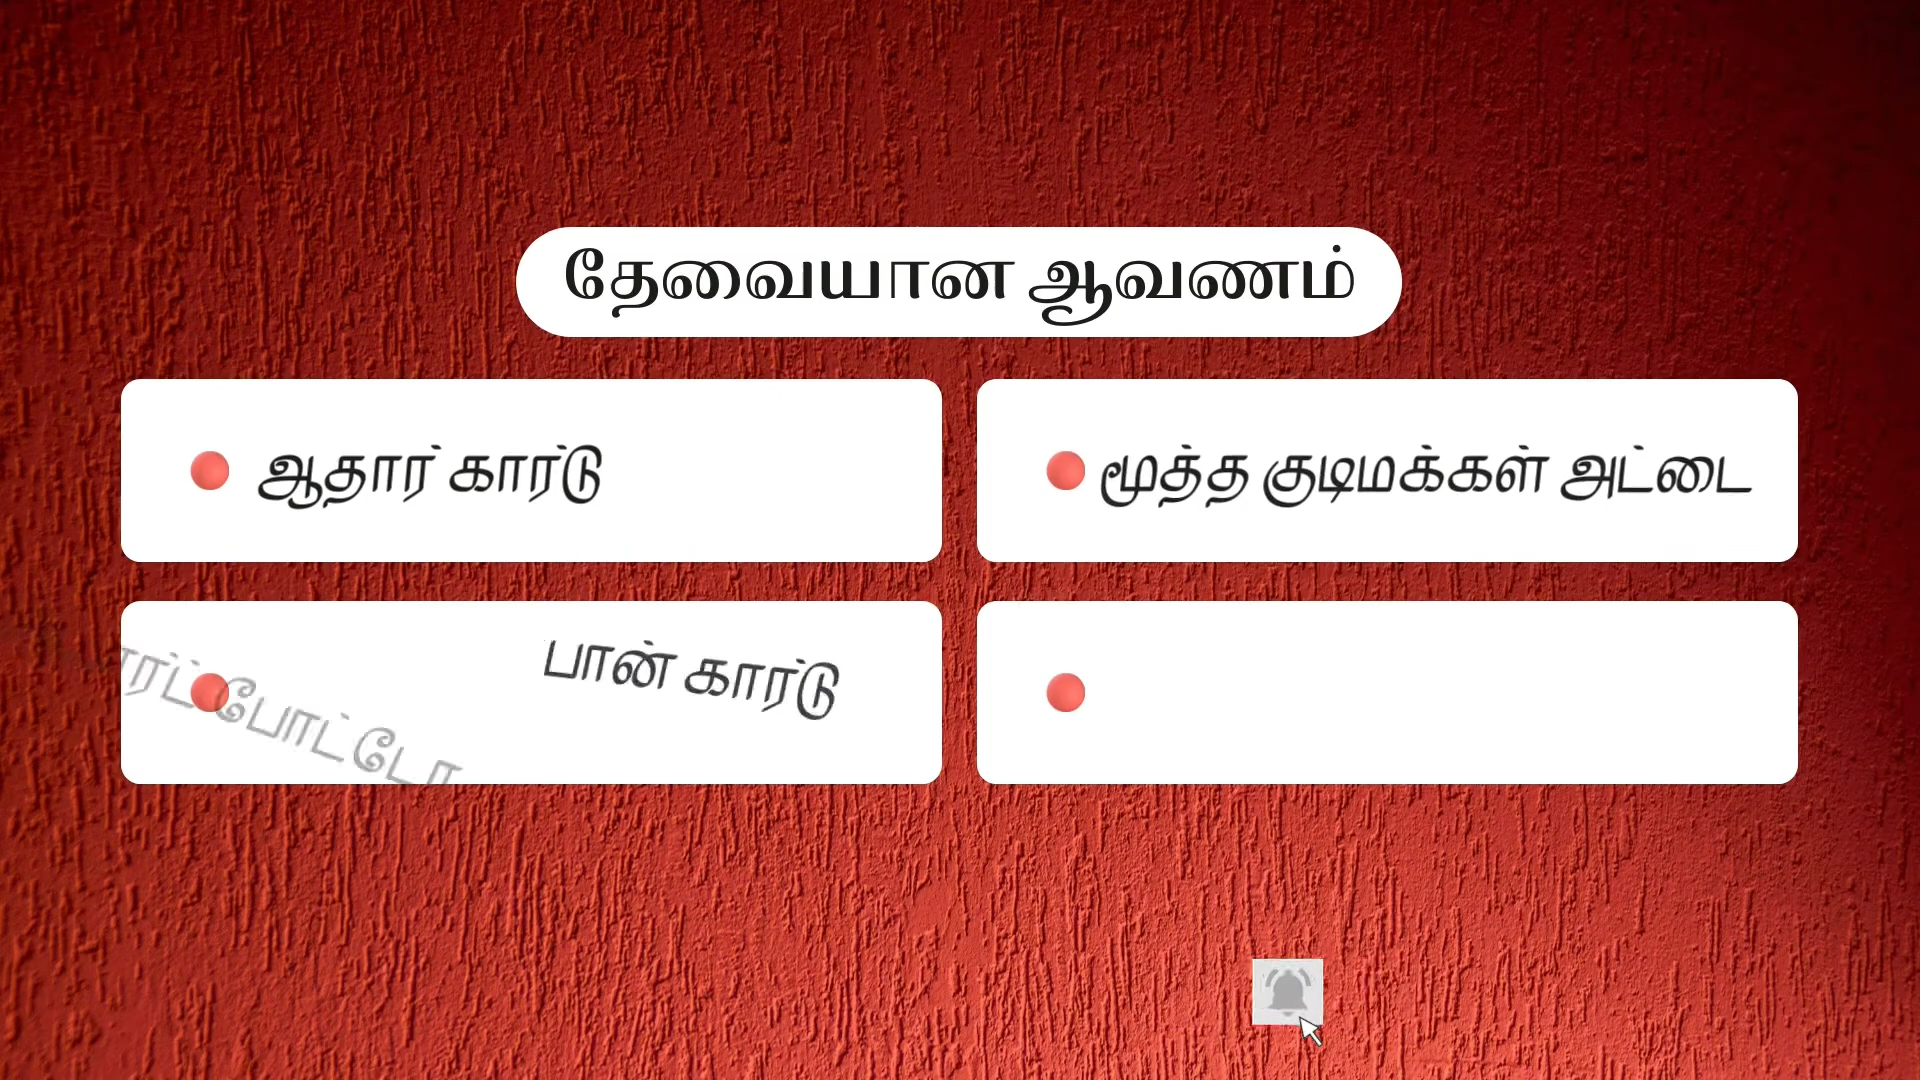 தேவையான ஆவணம்
ஆதார் கார்டு
மூத்த குடிமக்கள் அட்டை
பான் கார்டு